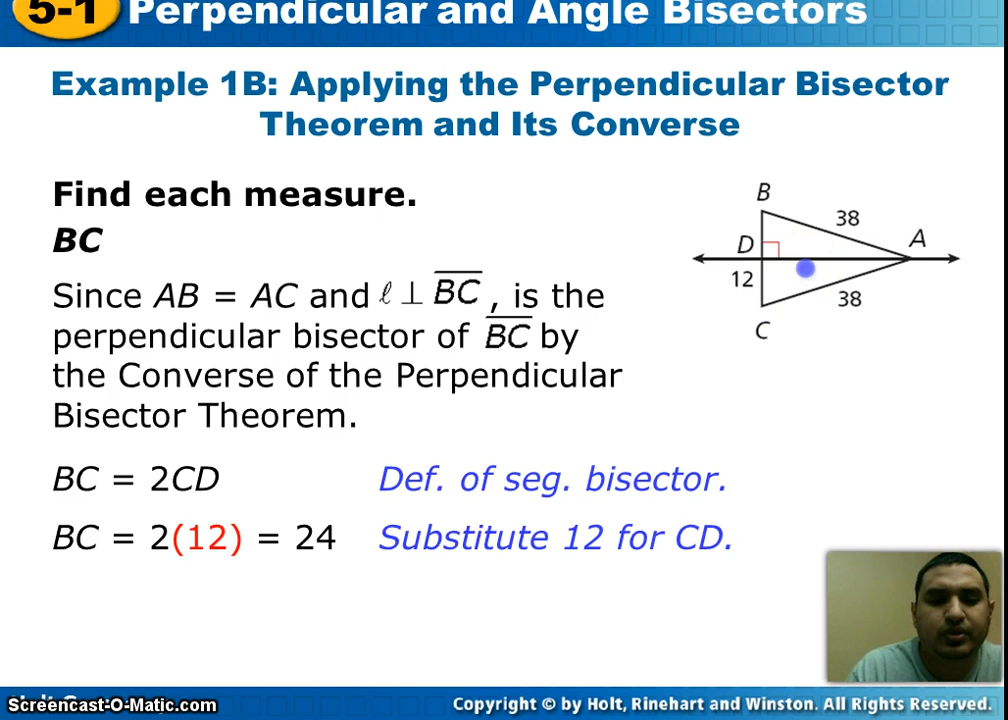 5-1 Perpendicular and Angle Bisectors
Example 1B: Applying the Perpendicular Bisector
Theorem and Its Converse
Find each measure.
BC
Since AB = AC and ℓ ⊥ BC, is the
perpendicular bisector of BC by
the Converse of the Perpendicular
Bisector Theorem.
B
38
D
A
12
38
C
BC = 2CD Def. of seg. bisector.
BC = 2(12) = 24 Substitute 12 for CD.
Screencast-O-Matic.com
Copyright © by Holt, Rinehart and Winston. All Rights Reserved.